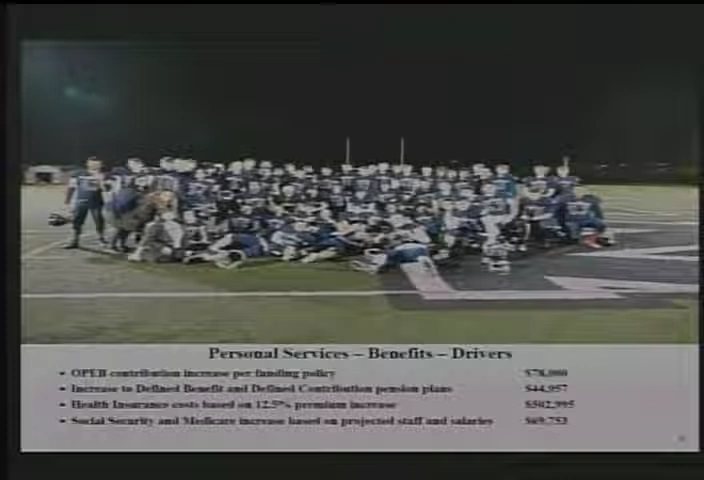 Personal Services – Benefits – Drivers
• OPEB contribution increase per funding policy $78,000
• Increase to Defined Benefit and Defined Contribution pension plans $44,957
• Health Insurance costs based on 12.5% premium increase $502,995
• Social Security and Medicare increase based on projected staff and salaries $69,753